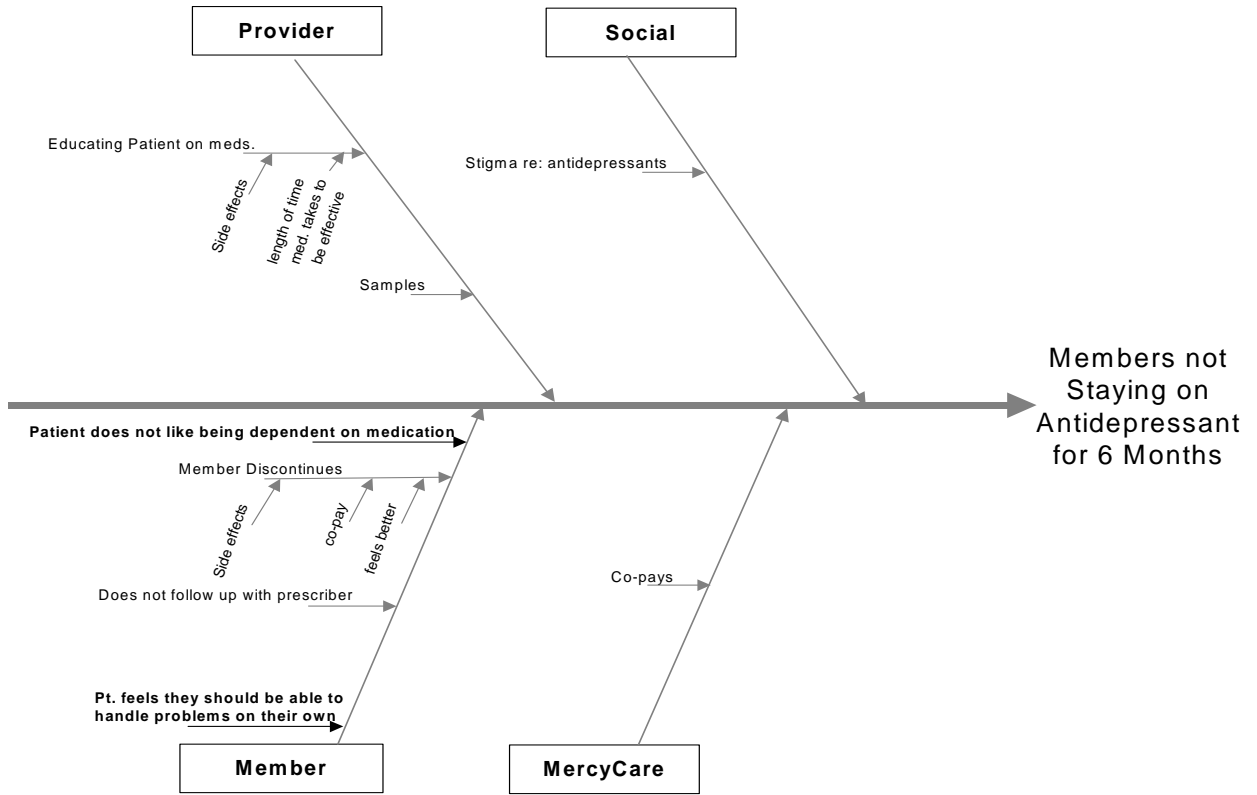 Provider
Social
Educating Patient on meds.
Side effects
length of time
med. takes to
be effective
Stigma re: antidepressants
Samples
Members not
Staying on
Antidepressant
for 6 Months
Patient does not like being dependent on medication
Member Discontinues
Side effects
co-pay
feels better
Does not follow up with prescriber
Co-pays
Pt. feels they should be able to
handle problems on their own
Member
MercyCare